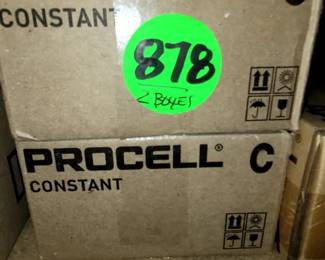 CONSTANT
878
2 BOXES
PROCELL® C
CONSTANT